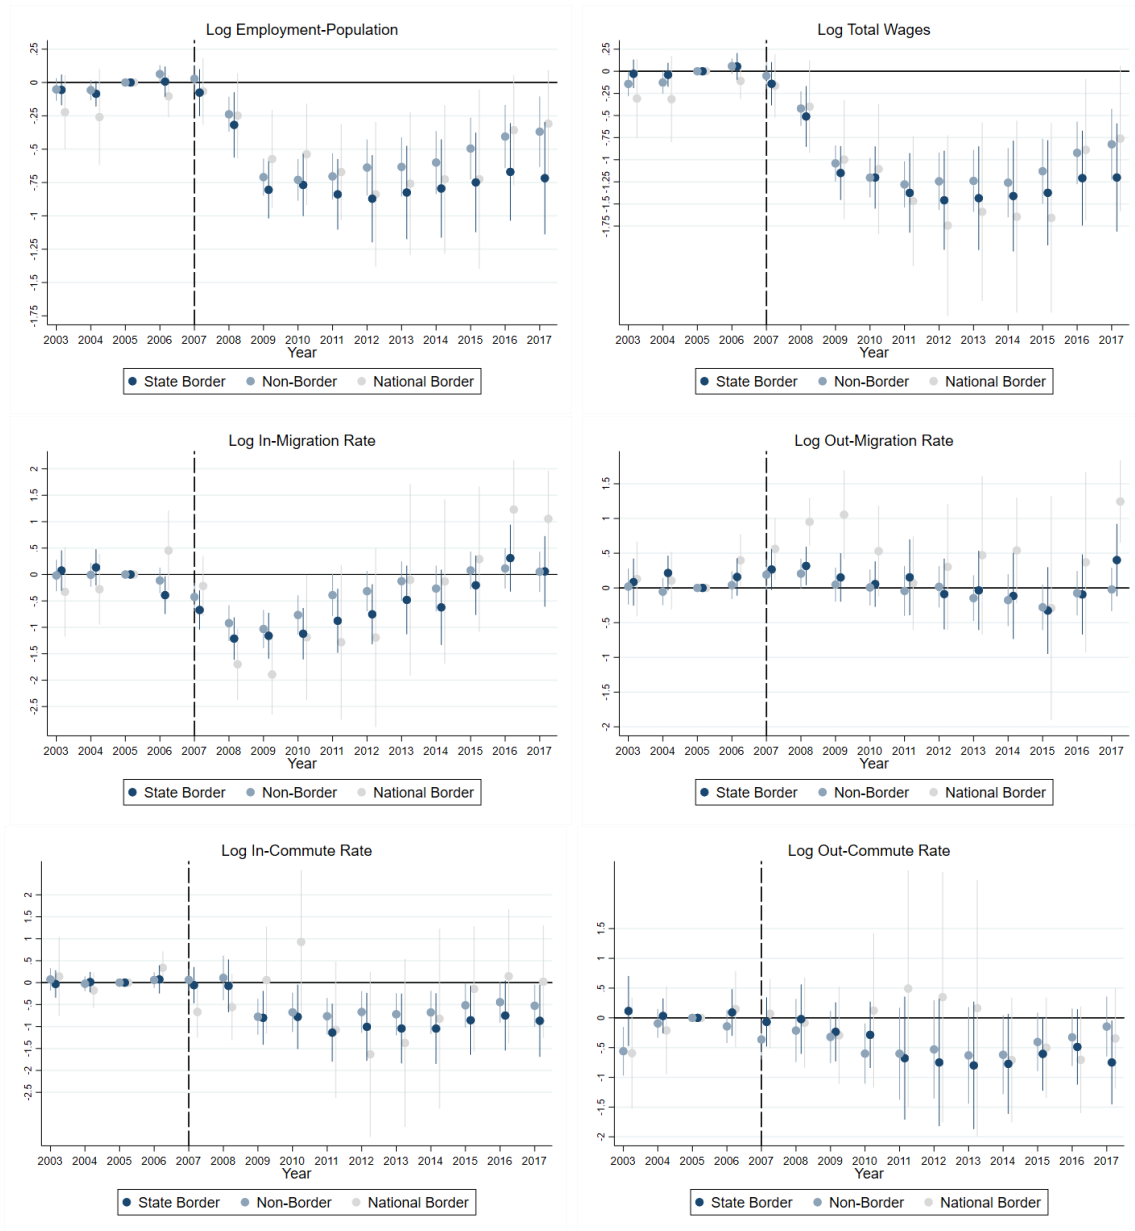 Log Employment-Population
.25
0
-.25
-.5
-.75
-1
-1.25
-1.5
-1.75
2003 2004 2005 2006 2007 2008 2009 2010 2011 2012 2013 2014 2015 2016 2017
Year
State Border Non-Border National Border
Log Total Wages
.25
0
-.25
-.5
-.75
-1
-1.25
-1.5
-1.75
2003 2004 2005 2006 2007 2008 2009 2010 2011 2012 2013 2014 2015 2016 2017
Year
State Border Non-Border National Border
Log In-Migration Rate
2
1.5
1
.5
0
-.5
-1
-1.5
-2
-2.5
2003 2004 2005 2006 2007 2008 2009 2010 2011 2012 2013 2014 2015 2016 2017
Year
State Border Non-Border National Border
Log Out-Migration Rate
1.5
1
.5
0
-.5
-1
-1.5
-2
2003 2004 2005 2006 2007 2008 2009 2010 2011 2012 2013 2014 2015 2016 2017
Year
State Border Non-Border National Border
Log In-Commute Rate
2
1.5
1
.5
0
-.5
-1
-1.5
-2
-2.5
2003 2004 2005 2006 2007 2008 2009 2010 2011 2012 2013 2014 2015 2016 2017
Year
State Border Non-Border National Border
Log Out-Commute Rate
1.5
1
.5
0
-.5
-1
-1.5
-2
2003 2004 2005 2006 2007 2008 2009 2010 2011 2012 2013 2014 2015 2016 2017
Year
State Border Non-Border National Border